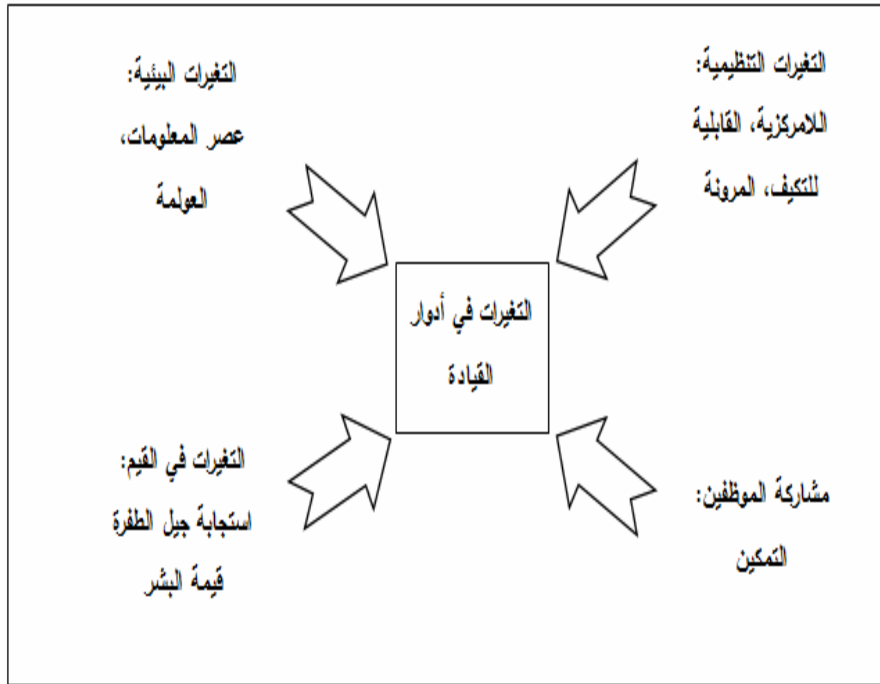 التغيرات التنظيمية:
اللامركزية، القابلية
للتكيف، المرونة
التغيرات البيئية:
عصر المعلومات،
العولمة
التغيرات في أدوار
القيادة
مشاركة الموظفين:
التمكين
التغيرات في القيم:
استجابة جيل الطفرة
قيمة البشر